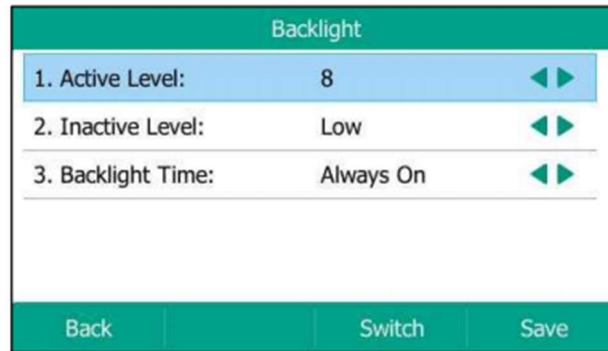 Backlight
1. Active Level: 8
2. Inactive Level: Low
3. Backlight Time: Always On
Back Switch Save